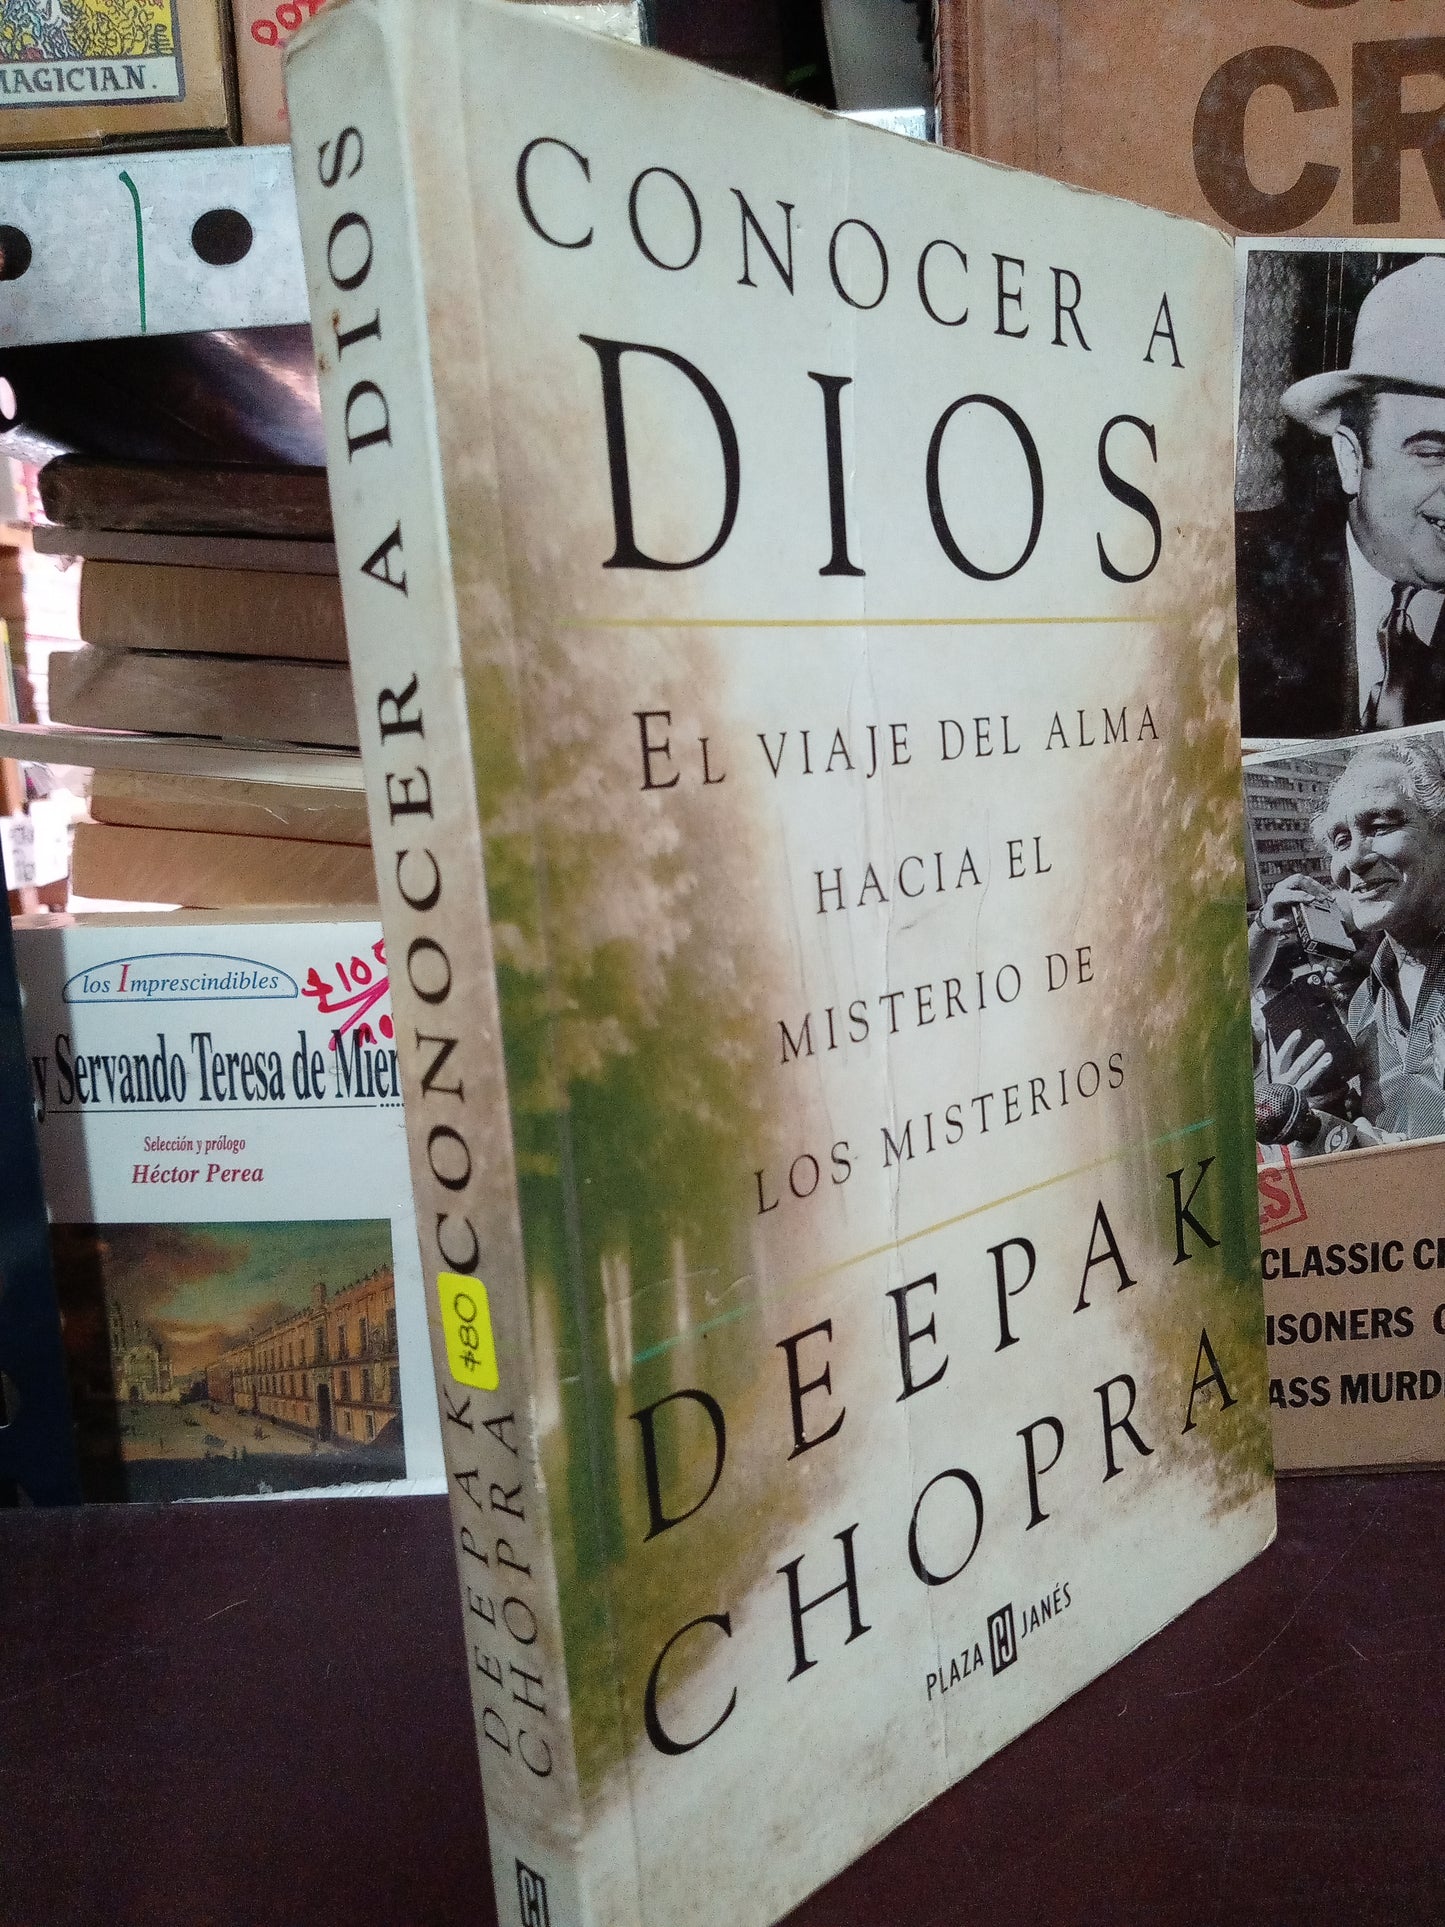 MAGICIAN.
CR
CONOCER A
DIOS
EL VIAJE DEL ALMA
HACIA EL
MISTERIO DE
LOS MISTERIOS
DEEPAK
CHOPRA
PLAZA JANÉS
CONOCER A DIOS
$80
DEEPAK
CHOPRA
los Imprescindibles
y Servando Teresa de Mier
Selección y prólogo
Héctor Perea
CLASSIC
ISONERS
ASS MURD